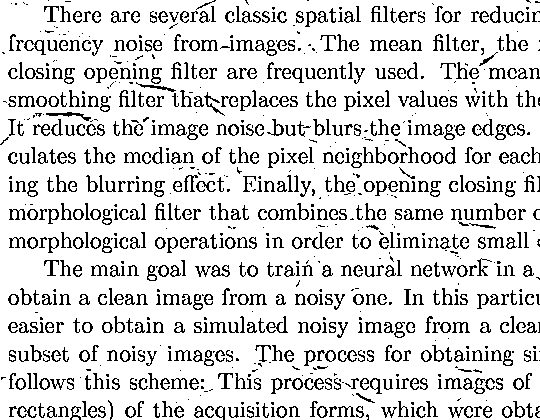 There are several classic spatial filters for reducin
frequency noise from images. The mean filter, the
closing opening filter are frequently used. The mean
smoothing filter that replaces the pixel values with the
It reduces the image noise but blurs the image edges.
culates the median of the pixel neighborhood for each
ing the blurring effect. Finally, the opening closing fil
morphological filter that combines the same number o
morphological operations in order to eliminate small
The main goal was to train a neural network in a
obtain a clean image from a noisy one. In this particu
easier to obtain a simulated noisy image from a clea
subset of noisy images. The process for obtaining si
follows this scheme: This process requires images of
rectangles) of the acquisition forms, which were obta